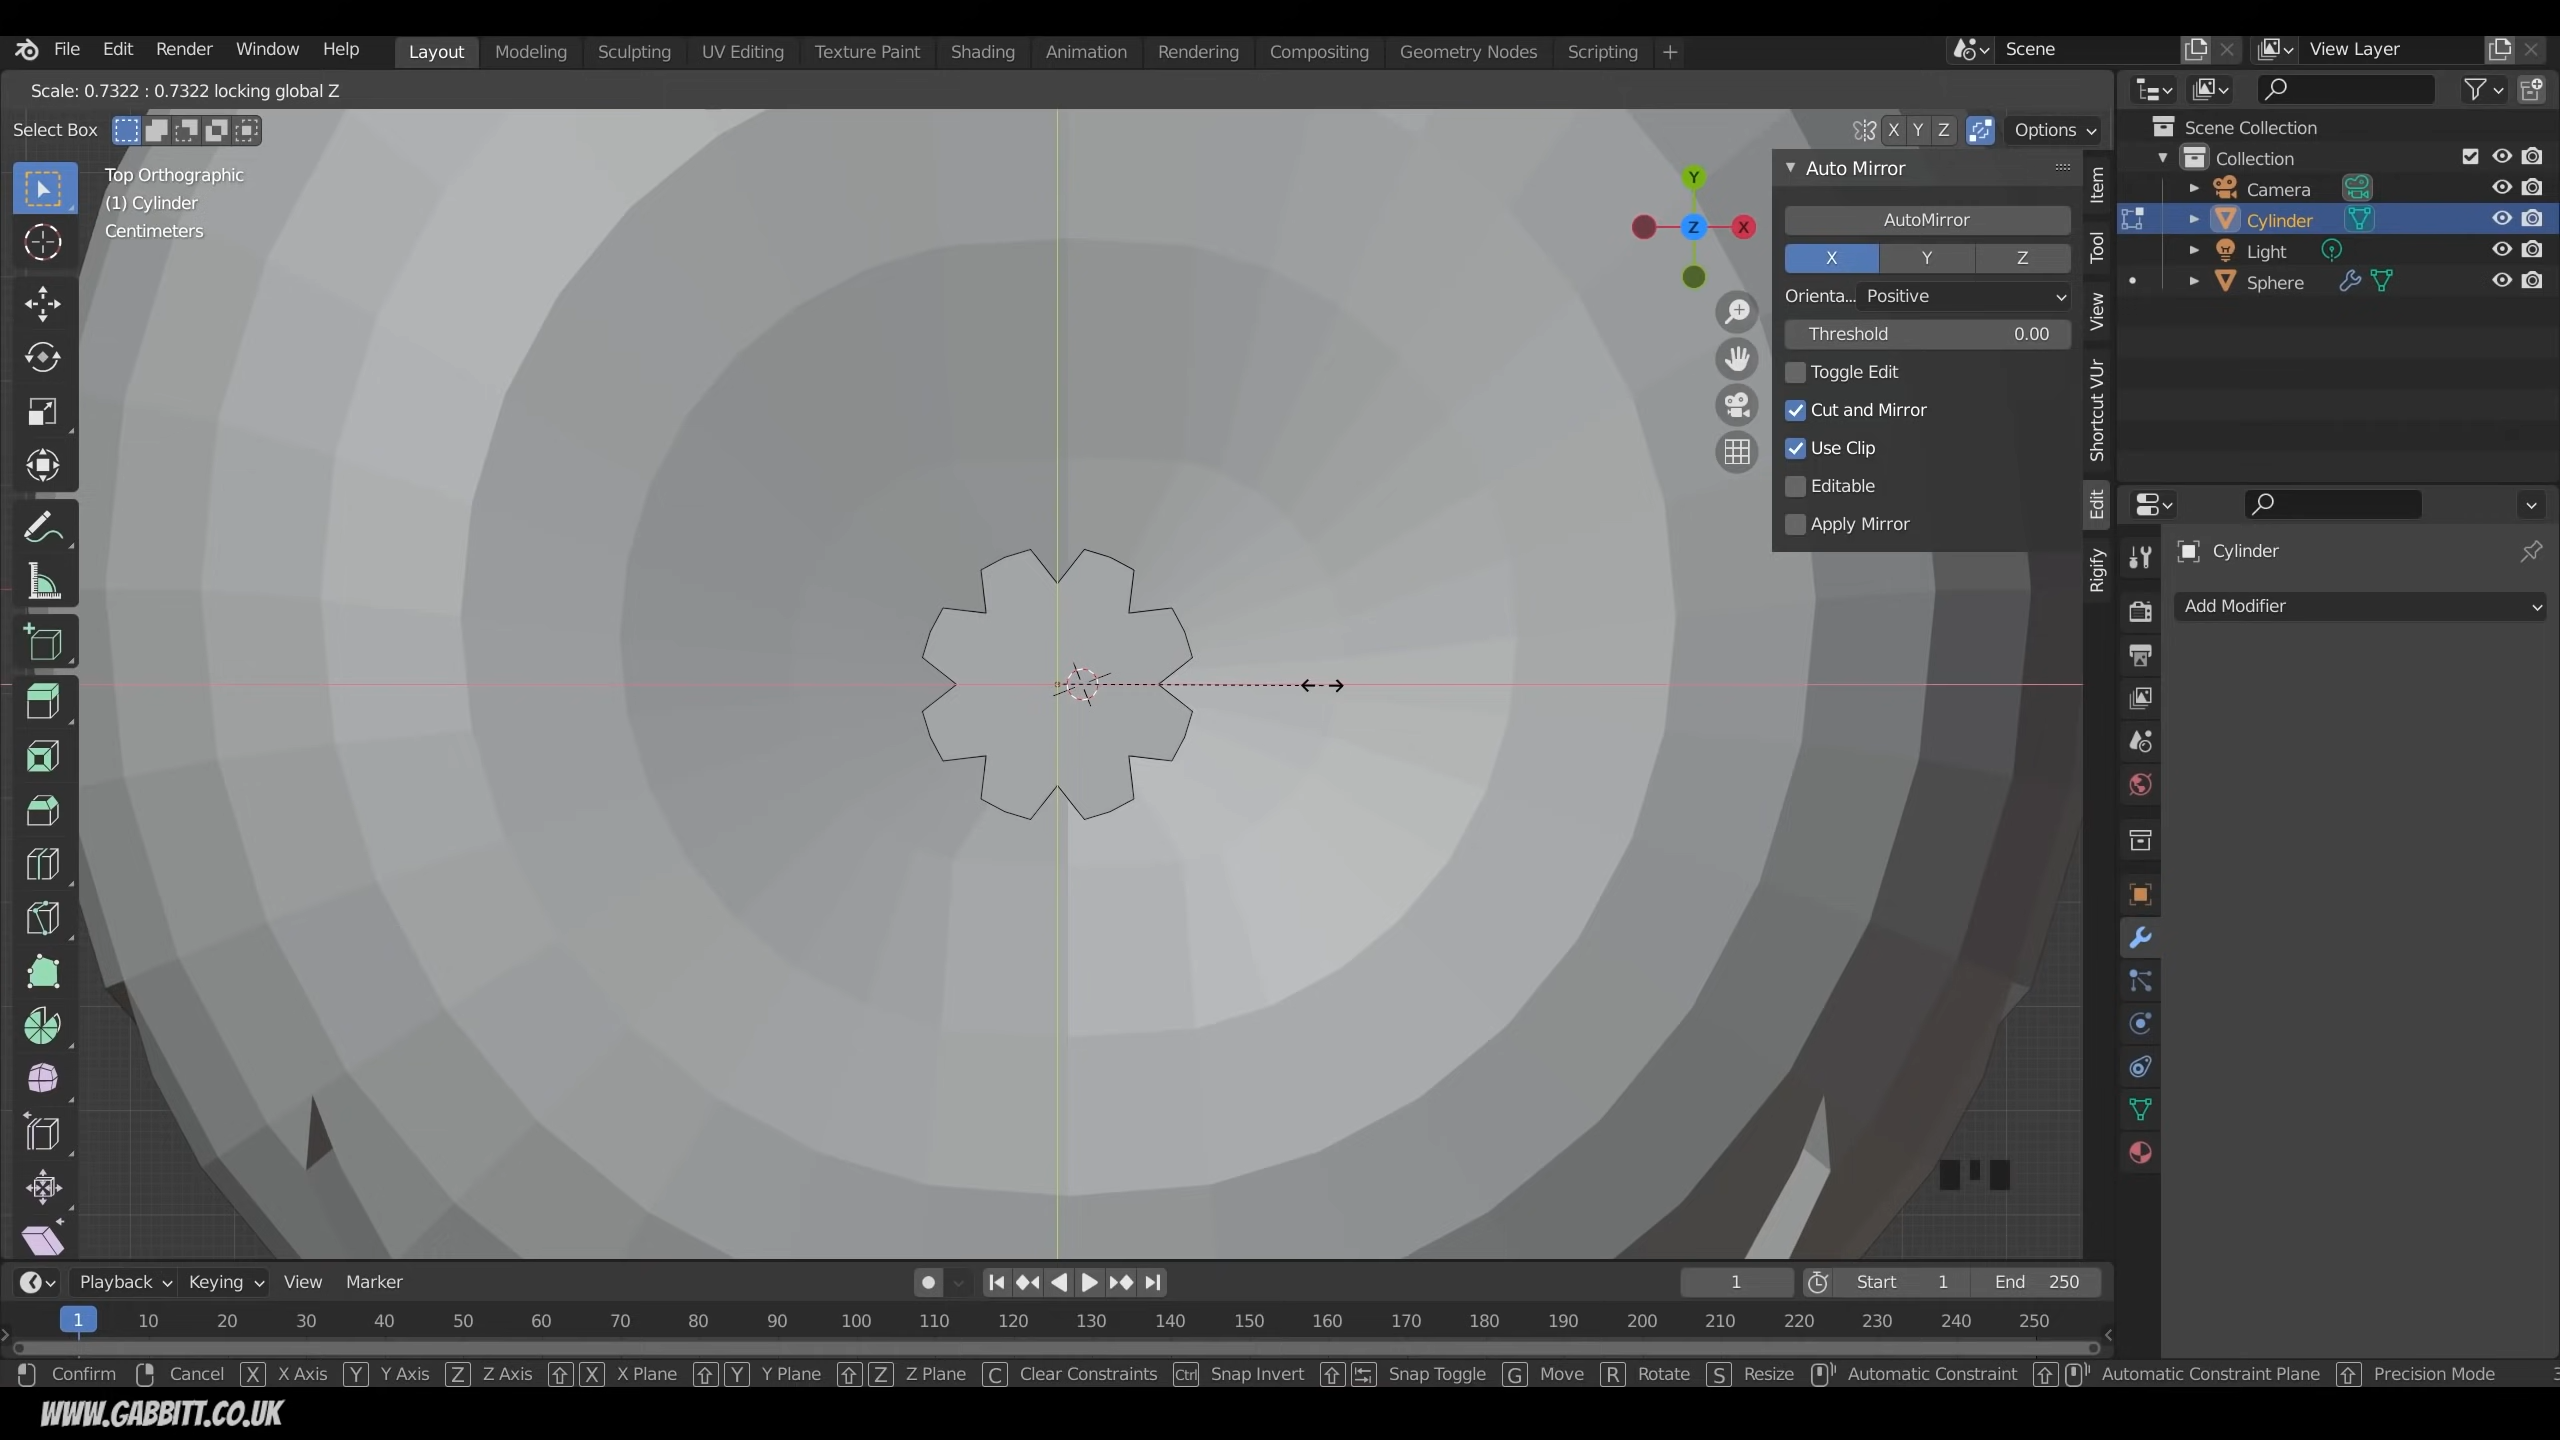 File Edit Render Window Help Layout Modeling Sculpting UV Editing Texture Paint Shading Animation Rendering Compositing Geometry Nodes Scripting + Scene View Layer
Scale: 0.7322 : 0.7322 locking global Z
Select Box X Y Z Options
Top Orthographic
(1) Cylinder
Centimeters
Y
Z X
Auto Mirror
AutoMirror
X Y Z
Orienta... Positive
Threshold 0.00
Toggle Edit
Cut and Mirror
Use Clip
Editable
Apply Mirror
Item
Tool
View
Shortcut VUr
Edit
Rigify
Scene Collection
Collection
Camera
Cylinder
Light
Sphere
Cylinder
Add Modifier
Playback Keying View Marker 1 Start 1 End 250
1 10 20 30 40 50 60 70 80 90 100 110 120 130 140 150 160 170 180 190 200 210 220 230 240 250
Confirm Cancel X X Axis Y Y Axis Z Z Axis X X Plane Y Y Plane Z Z Plane C Clear Constraints Ctrl Snap Invert Snap Toggle G Move R Rotate S Resize Automatic Constraint Automatic Constraint Plane Precision Mode
WWW.GABBITT.CO.UK